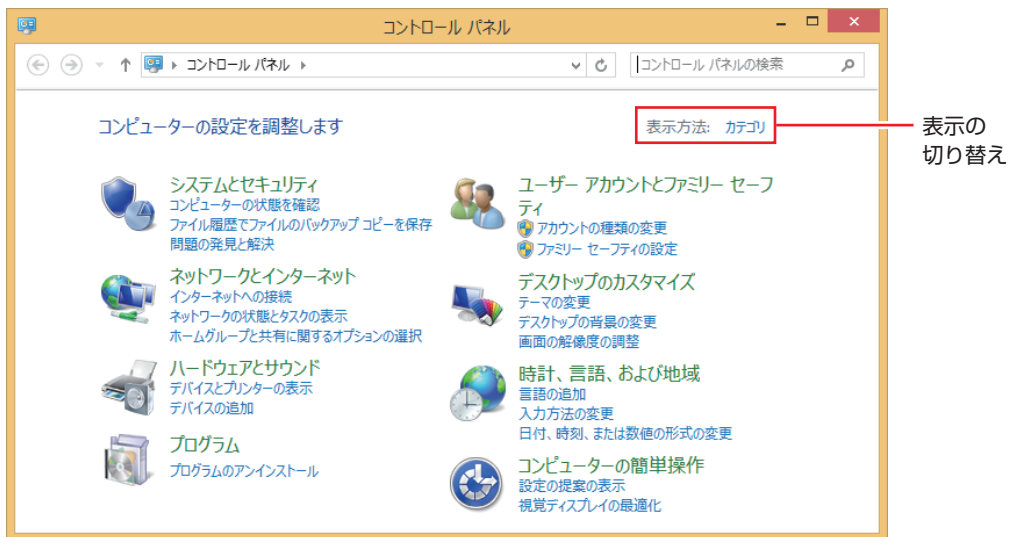 コントロール パネル
コントロール パネル
コントロール パネルの検索
コンピューターの設定を調整します
表示方法: カテゴリ
表示の
切り替え
システムとセキュリティ
コンピューターの状態を確認
ファイル履歴でファイルのバックアップ コピーを保存
問題の発見と解決
ネットワークとインターネット
インターネットへの接続
ネットワークの状態とタスクの表示
ホームグループと共有に関するオプションの選択
ハードウェアとサウンド
デバイスとプリンターの表示
デバイスの追加
プログラム
プログラムのアンインストール
ユーザー アカウントとファミリー セーフ
ティ
アカウントの種類の変更
ファミリー セーフティの設定
デスクトップのカスタマイズ
テーマの変更
デスクトップの背景の変更
画面の解像度の調整
時計、言語、および地域
言語の追加
入力方法の変更
日付、時刻、または数値の形式の変更
コンピューターの簡単操作
設定の提案の表示
視覚ディスプレイの最適化